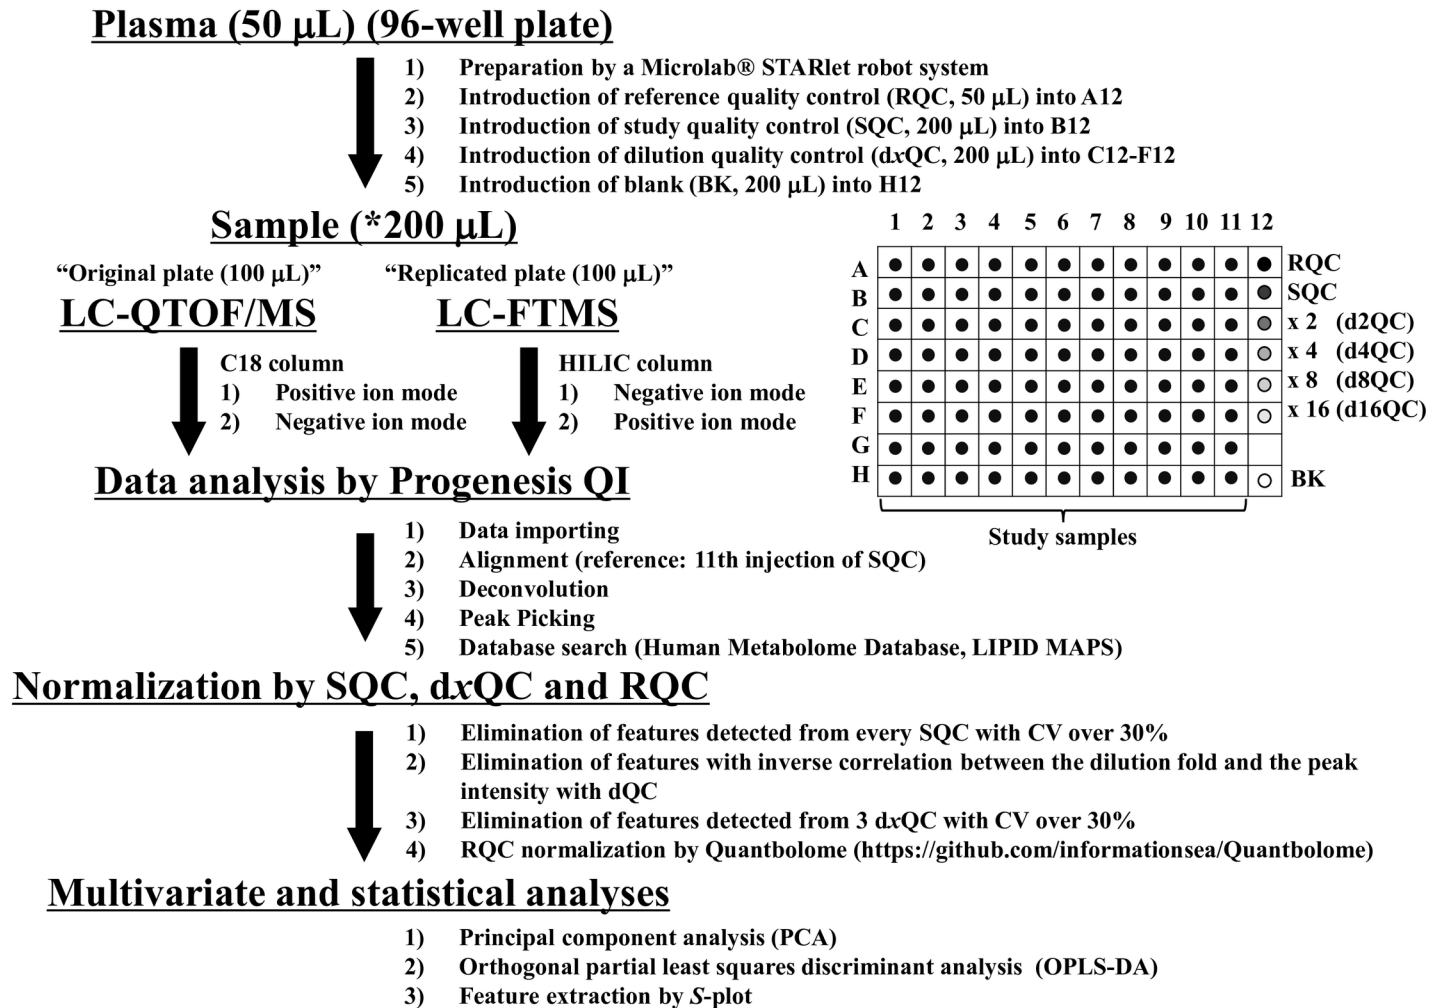 Plasma (50 μL) (96-well plate)
1) Preparation by a Microlab® STARlet robot system
2) Introduction of reference quality control (RQC, 50 μL) into A12
3) Introduction of study quality control (SQC, 200 μL) into B12
4) Introduction of dilution quality control (dxQC, 200 μL) into C12-F12
5) Introduction of blank (BK, 200 μL) into H12
Sample (*200 μL)
“Original plate (100 μL)” “Replicated plate (100 μL)”
LC-QTOF/MS LC-FTMS
C18 column
1) Positive ion mode
2) Negative ion mode
HILIC column
1) Negative ion mode
2) Positive ion mode
1 2 3 4 5 6 7 8 9 10 11 12
A RQC
B SQC
C x 2 (d2QC)
D x 4 (d4QC)
E x 8 (d8QC)
F x 16 (d16QC)
G
H BK
Study samples
Data analysis by Progenesis QI
1) Data importing
2) Alignment (reference: 11th injection of SQC)
3) Deconvolution
4) Peak Picking
5) Database search (Human Metabolome Database, LIPID MAPS)
Normalization by SQC, dxQC and RQC
1) Elimination of features detected from every SQC with CV over 30%
2) Elimination of features with inverse correlation between the dilution fold and the peak
intensity with dQC
3) Elimination of features detected from 3 dxQC with CV over 30%
4) RQC normalization by Quantbolome (https://github.com/informationsea/Quantbolome)
Multivariate and statistical analyses
1) Principal component analysis (PCA)
2) Orthogonal partial least squares discriminant analysis (OPLS-DA)
3) Feature extraction by S-plot